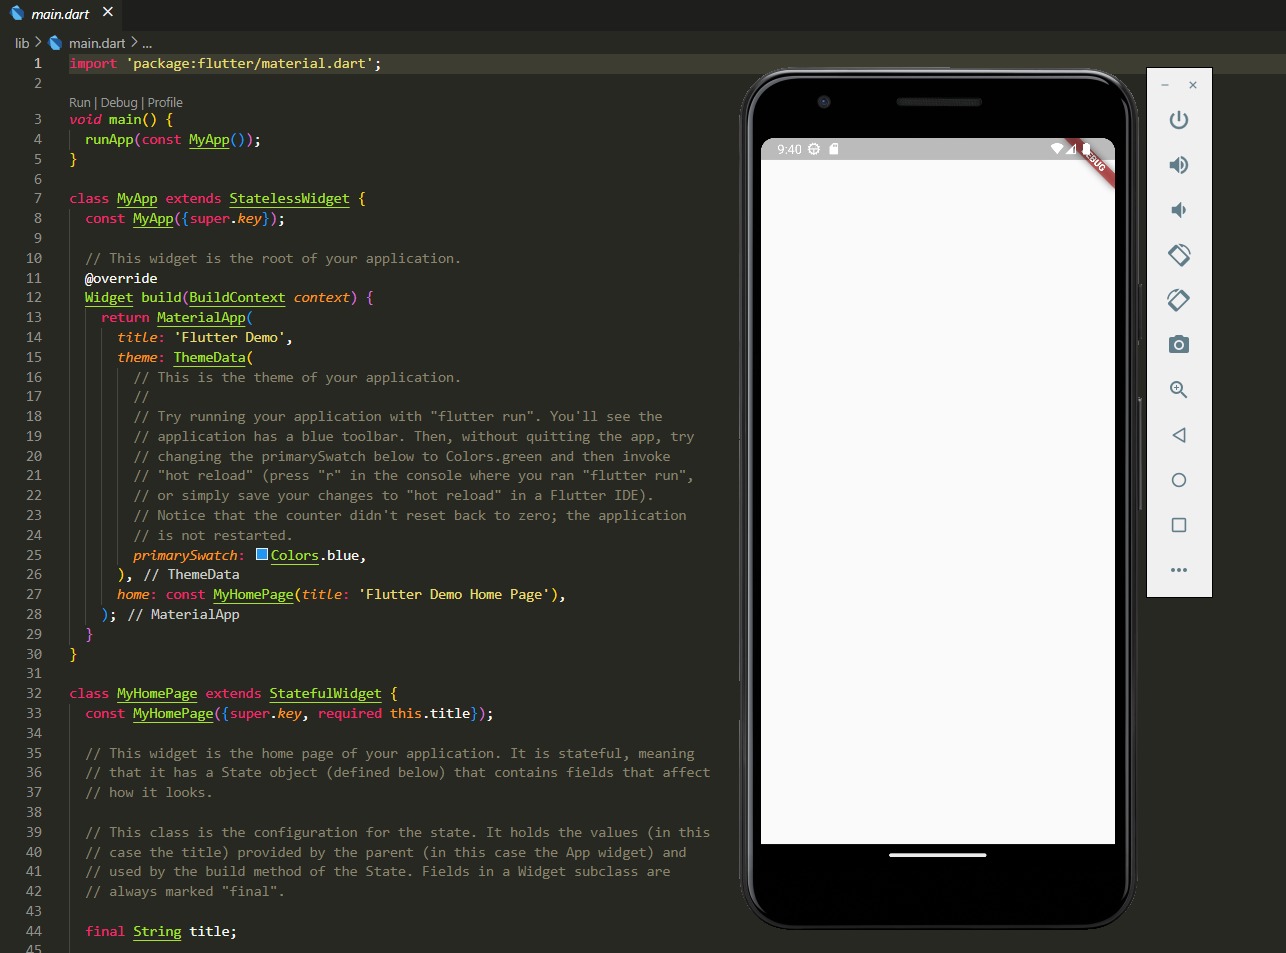 main.dart
lib > main.dart > ...
1 import 'package:flutter/material.dart';
2
Run | Debug | Profile
3 void main() {
4 runApp(const MyApp());
5 }
6
7 class MyApp extends StatelessWidget {
8 const MyApp({super.key});
9
10 // This widget is the root of your application.
11 @override
12 Widget build(BuildContext context) {
13 return MaterialApp(
14 title: 'Flutter Demo',
15 theme: ThemeData(
16 // This is the theme of your application.
17 //
18 // Try running your application with "flutter run". You'll see the
19 // application has a blue toolbar. Then, without quitting the app, try
20 // changing the primarySwatch below to Colors.green and then invoke
21 // "hot reload" (press "r" in the console where you ran "flutter run",
22 // or simply save your changes to "hot reload" in a Flutter IDE).
23 // Notice that the counter didn't reset back to zero; the application
24 // is not restarted.
25 primarySwatch: Colors.blue,
26 ), // ThemeData
27 home: const MyHomePage(title: 'Flutter Demo Home Page'),
28 ); // MaterialApp
29 }
30 }
31
32 class MyHomePage extends StatefulWidget {
33 const MyHomePage({super.key, required this.title});
34
35 // This widget is the home page of your application. It is stateful, meaning
36 // that it has a State object (defined below) that contains fields that affect
37 // how it looks.
38
39 // This class is the configuration for the state. It holds the values (in this
40 // case the title) provided by the parent (in this case the App widget) and
41 // used by the build method of the State. Fields in a Widget subclass are
42 // always marked "final".
43
44 final String title;
45
9:40
DEBUG